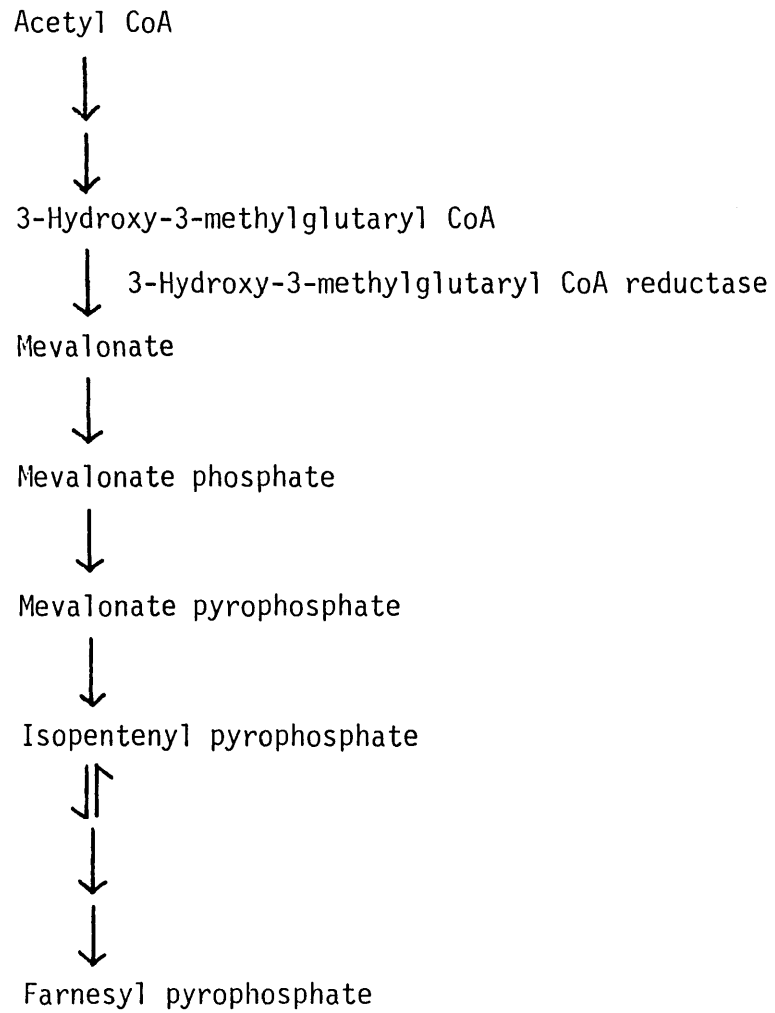 Acetyl CoA
3-Hydroxy-3-methylglutaryl CoA
3-Hydroxy-3-methylglutaryl CoA reductase
Mevalonate
Mevalonate phosphate
Mevalonate pyrophosphate
Isopentenyl pyrophosphate
Farnesyl pyrophosphate